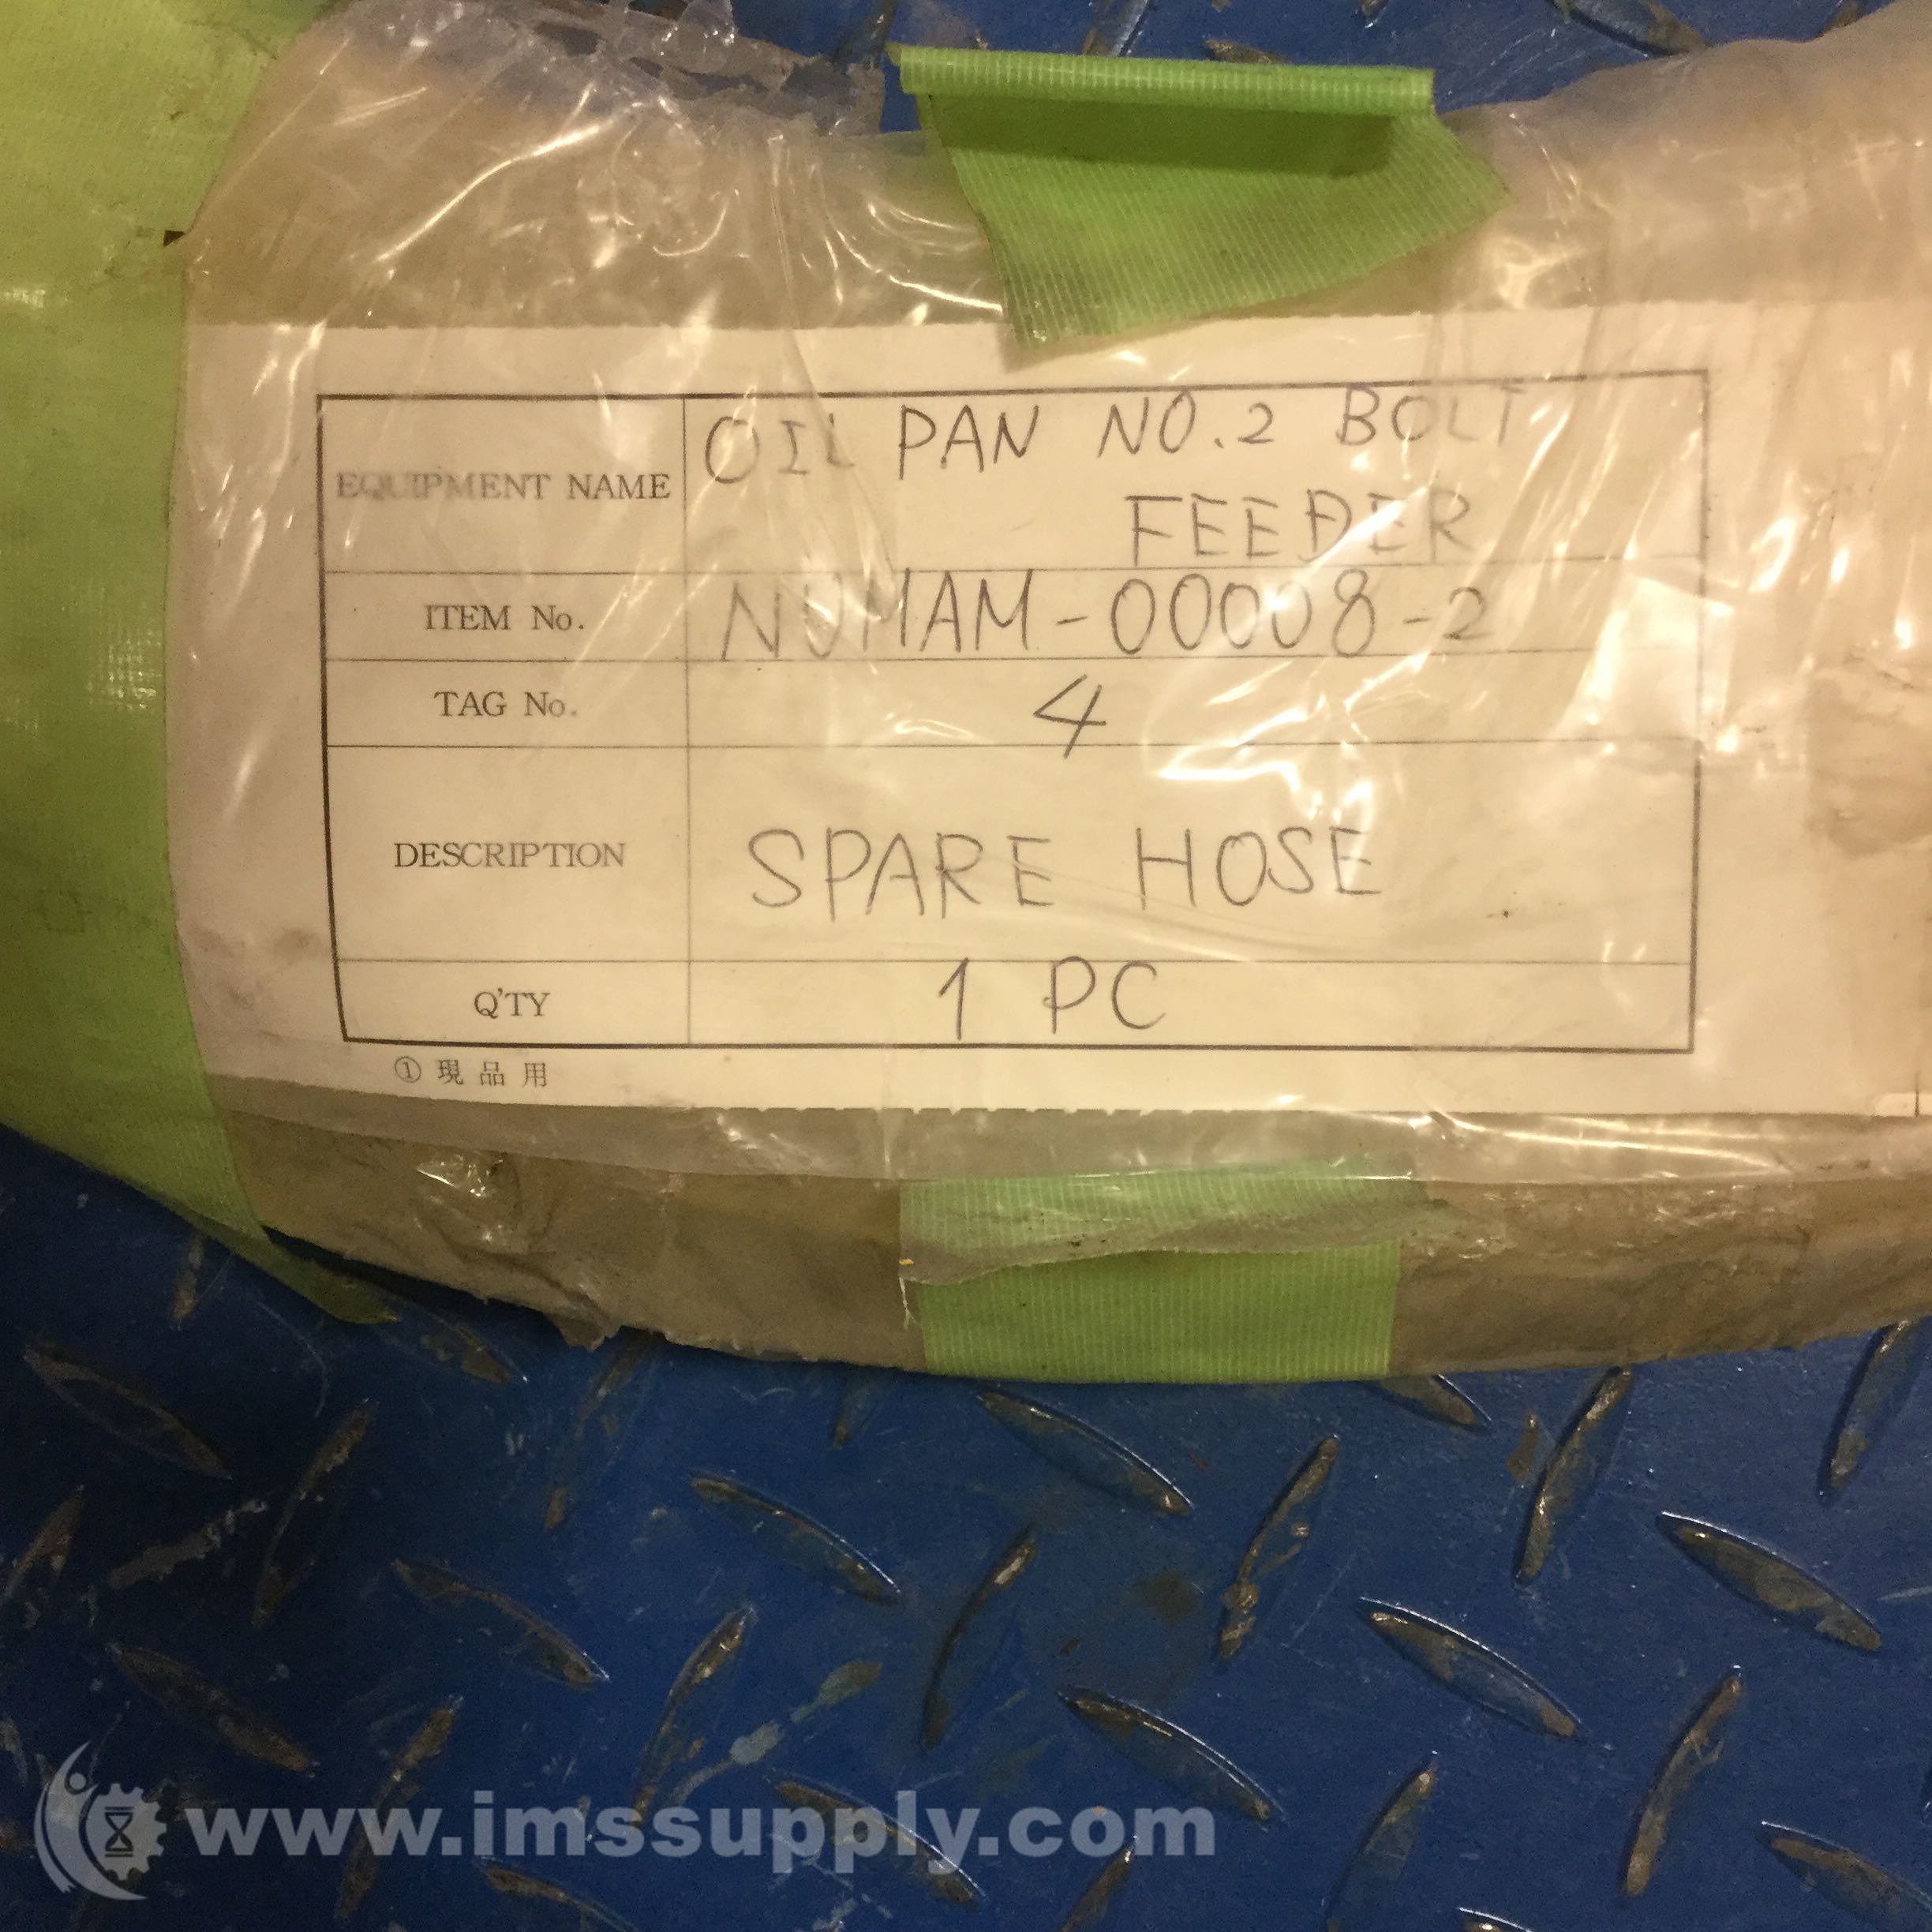 EQUIPMENT NAME
OIL PAN NO.2 BOLT
FEEDER
ITEM No.
NUMAM-00008-2
TAG No.
4
DESCRIPTION
SPARE HOSE
Q'TY
1 PC
① 現品用
www.imssupply.com